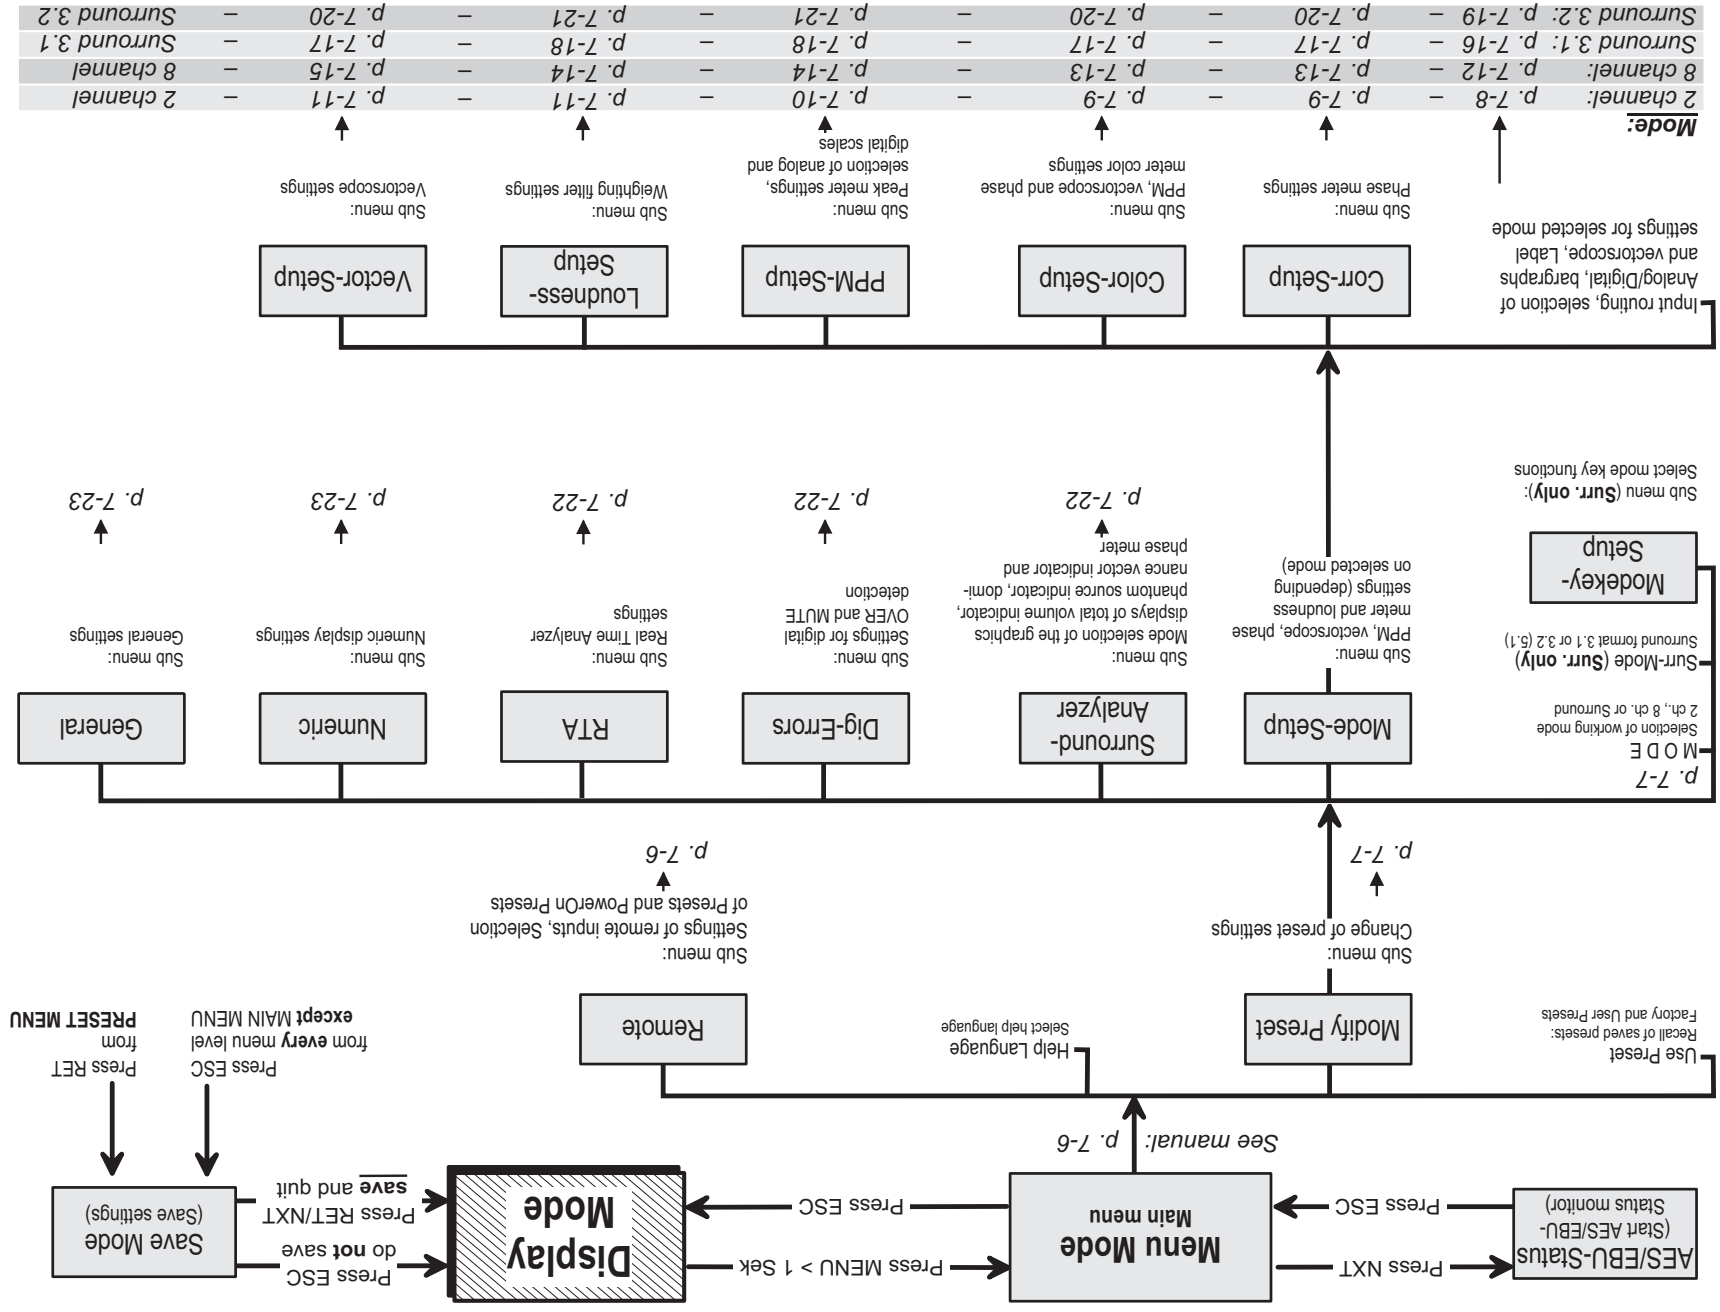 AES/EBU-Status
(Start AES/EBU-
Status monitor)
Press NXT
Press ESC
Menu Mode
Main menu
Press MENU > 1 Sek
Press ESC
Display
Mode
Press ESC
do not save
Press RET/NXT
save and quit
Save Mode
(Save settings)
See manual: p. 7-6
Press ESC
from every menu level
except MAIN MENU
Press RET
from
PRESET MENU
Use Preset
Recall of saved presets:
Factory and User Presets
Modify Preset
Sub menu:
Change of preset settings
p. 7-7
Help Language
Select help language
Remote
Sub menu:
Settings of remote inputs, Selection
of Presets and PowerOn Presets
p. 7-6
p. 7-7
M O D E
Selection of working mode
2 ch., 8 ch. or Surround
Surr-Mode (Surr. only)
Surround format 3.1 or 3.2 (5.1)
Modekey-
Setup
Sub menu (Surr. only):
Select mode key functions
Mode-Setup
Sub menu:
PPM, vectorscope, phase
meter and loudness
settings (depending
on selected mode)
Surround-
Analyzer
Sub menu:
Mode selection of the graphics
displays of total volume indicator,
phantom source indicator, domi-
nance vector indicator and
phase meter
p. 7-22
Dig-Errors
Sub menu:
Settings for digital
OVER and MUTE
detection
p. 7-22
RTA
Sub menu:
Real Time Analyzer
settings
p. 7-22
Numeric
Sub menu:
Numeric display settings
p. 7-23
General
Sub menu:
General settings
p. 7-23
Input routing, selection of
Analog/Digital, bargraphs
and vectorscope, Label
settings for selected mode
Corr-Setup
Sub menu:
Phase meter settings
Color-Setup
Sub menu:
PPM, vectorscope and phase
meter color settings
PPM-Setup
Sub menu:
Peak meter settings,
selection of analog and
digital scales
Loudness-
Setup
Sub menu:
Weighting filter settings
Vector-Setup
Sub menu:
Vectorscope settings
Mode:
2 channel: p. 7-8 – p. 7-9 – p. 7-9 – p. 7-10 – p. 7-11 – p. 7-11 – 2 channel
8 channel: p. 7-12 – p. 7-13 – p. 7-13 – p. 7-14 – p. 7-14 – p. 7-15 – 8 channel
Surround 3.1: p. 7-16 – p. 7-17 – p. 7-17 – p. 7-18 – p. 7-18 – p. 7-17 – Surround 3.1
Surround 3.2: p. 7-19 – p. 7-20 – p. 7-20 – p. 7-21 – p. 7-21 – p. 7-20 – Surround 3.2